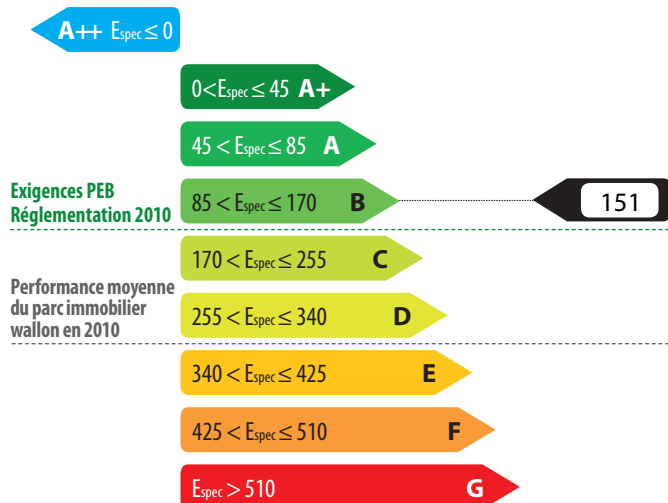 A++ Espec ≤ 0
0<Espec ≤ 45 A+
45 < Espec ≤ 85 A
Exigences PEB
Réglementation 2010
85 < Espec ≤ 170 B
151
170 < Espec ≤ 255 C
Performance moyenne
du parc immobilier
wallon en 2010
255 < Espec ≤ 340 D
340 < Espec ≤ 425 E
425 < Espec ≤ 510 F
Espec > 510 G